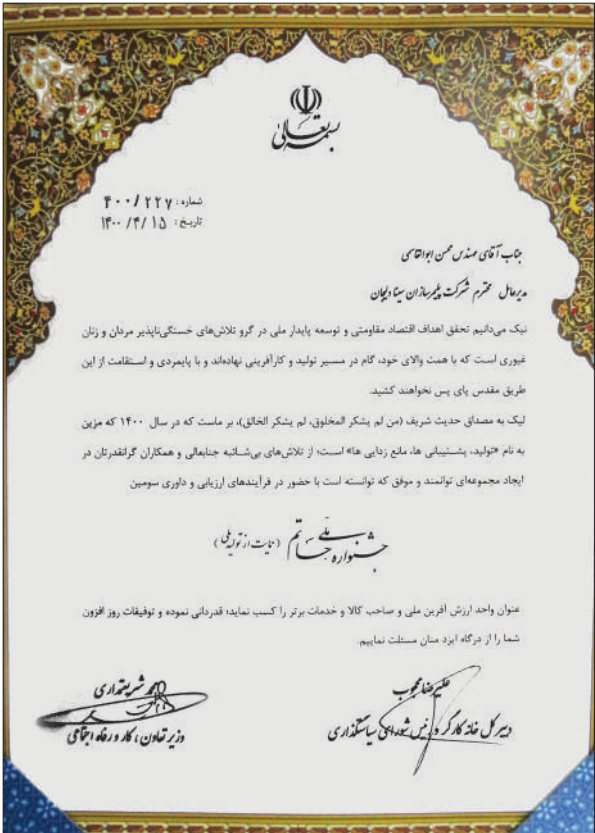 بسمه تعالی
شماره: ۴۰۰/۲۲۷
تاریخ: ۱۴۰۰/۴/۱۵
جناب آقای مهندس محسن ابوالقاسمی
مدیرعامل محترم شرکت پلیمرسازان سینا دلیجان
نیک می‌دانیم تحقق اهداف اقتصاد مقاومتی و توسعه پایدار ملی در گرو تلاش‌های خستگی‌ناپذیر مردان و زنان
غیوری است که با همت والای خود، گام در مسیر تولید و کارآفرینی نهاده‌اند و با پایمردی و استقامت از این
طریق مقدس پای پس نخواهند کشید.
لیک به مصداق حدیث شریف (من لم یشکر المخلوق، لم یشکر الخالق)، بر ماست که در سال ۱۴۰۰ که مزین
به نام «تولید، پشتیبانی ها، مانع زدایی ها» است؛ از تلاش‌های بی‌شائبه جنابعالی و همکاران گرانقدرتان در
ایجاد مجموعه‌ای توانمند و موفق که توانسته است با حضور در فرآیندهای ارزیابی و داوری سومین
جشنواره ملی حاتم (حمایت از تولید ملی)
عنوان واحد ارزش آفرین ملی و صاحب کالا و خدمات برتر را کسب نماید؛ قدردانی نموده و توفیقات روز افزون
شما را از درگاه ایزد منان مسئلت نماییم.
علیرضا محجوب
دبیر کل خانه کارگر و رئیس شورای سیاستگذاری
محمد شریعتمداری
وزیر تعاون، کار و رفاه اجتماعی